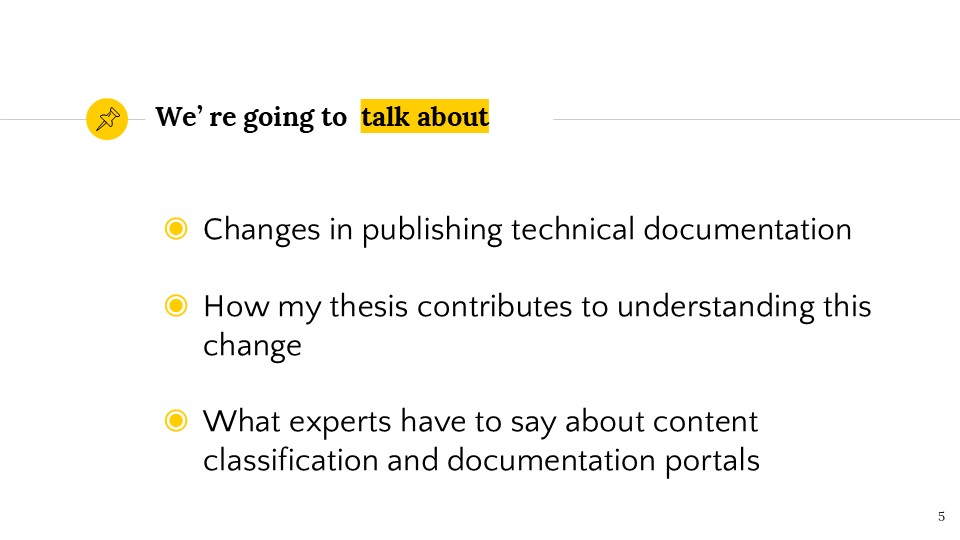 We’ re going to talk about
Changes in publishing technical documentation
How my thesis contributes to understanding this
change
What experts have to say about content
classification and documentation portals
5